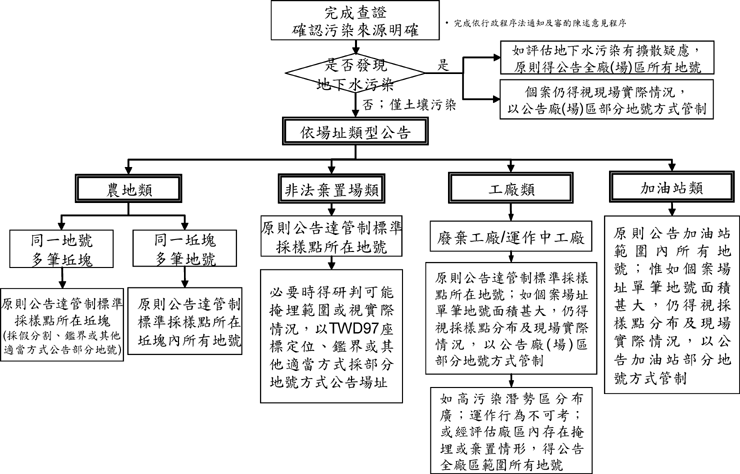 完成查證
確認污染來源明確
• 完成依行政程序法通知及審酌陳述意見程序
是否發現
地下水污染
是
如評估地下水污染有擴散疑慮，
原則得公告全廠(場)區所有地號
個案仍得視現場實際情況，
以公告廠(場)區部分地號方式管制
否；僅土壤污染
依場址類型公告
農地類
非法棄置場類
工廠類
加油站類
同一地號
多筆坵塊
同一坵塊
多筆地號
原則公告達管制標準
採樣點所在坵塊
(採假分割、鑑界或其他
適當方式公告部分地號)
原則公告達管制
標準採樣點所在
坵塊內所有地號
原則公告達管制標準
採樣點所在地號
必要時得研判可能
掩埋範圍或視實際
情況，以TWD97座
標定位、鑑界或其
他適當方式採部分
地號方式公告場址
廢棄工廠/運作中工廠
原則公告達管制標準採樣
點所在地號；如個案場址
單筆地號面積甚大，仍得
視採樣點分布及現場實際
情況，以公告廠(場)區
部分地號方式管制
如高污染潛勢區分布
廣；運作行為不可考；
或經評估廠區內存在掩
埋或棄置情形，得公告
全廠區範圍所有地號
原則公告加油站
範圍內所有地
號；惟如個案場
址單筆地號面積
甚大，仍得視採
樣點分布及現場
實際情況，以公
告加油站部分地
號方式管制